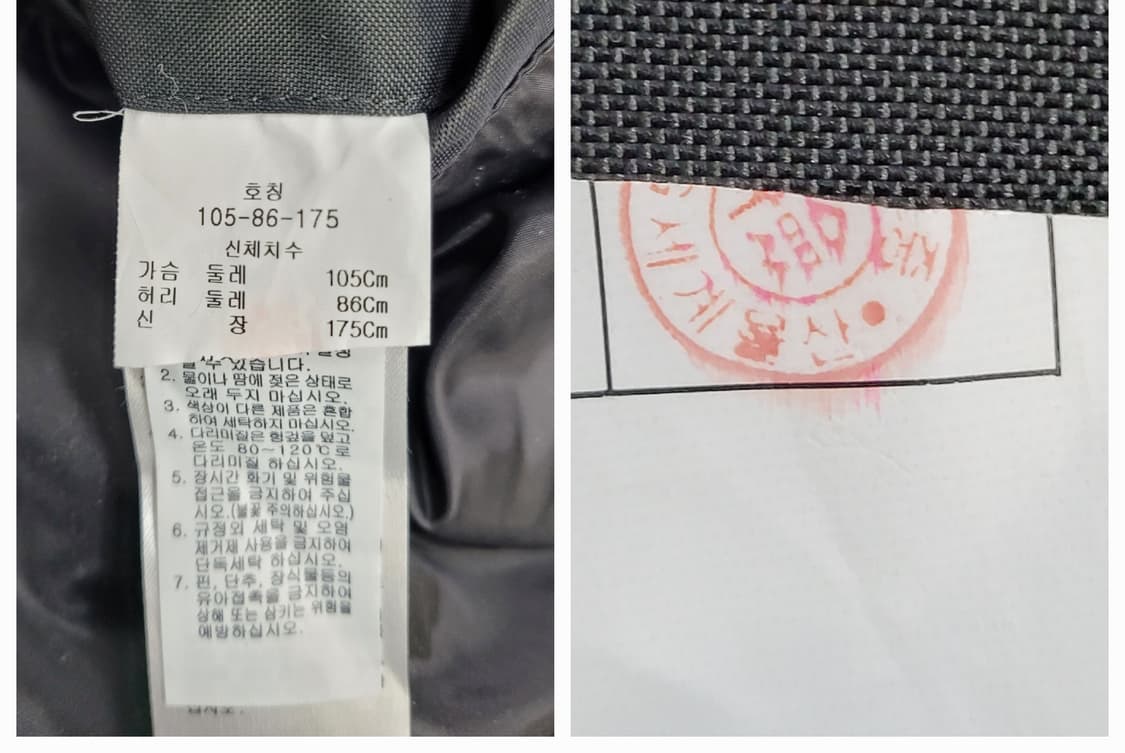 호칭
105-86-175
신체치수
가슴 둘레 105Cm
허리 둘레 86Cm
신 장 175Cm
수 있습니다.
2. 물이나 땀에 젖은 상태로
오래 두지 마십시오.
3. 색상이 다른 제품은 혼합
하여 세탁하지 마십시오.
4. 다리미질은 헝겊을 덮고
온도 80~120℃로
다리미질 하십시오.
5. 장시간 화기 및 위험물
접근을 금지하여 주십
시오.(불꽃 주의하십시오.)
6. 규정외 세탁 및 오염
제거제 사용을 금지하여
단독세탁 하십시오.
7. 핀, 단추, 장식물등의
유아접촉을 금지하여
상해 또는 삼키는 위험을
예방하십시오.